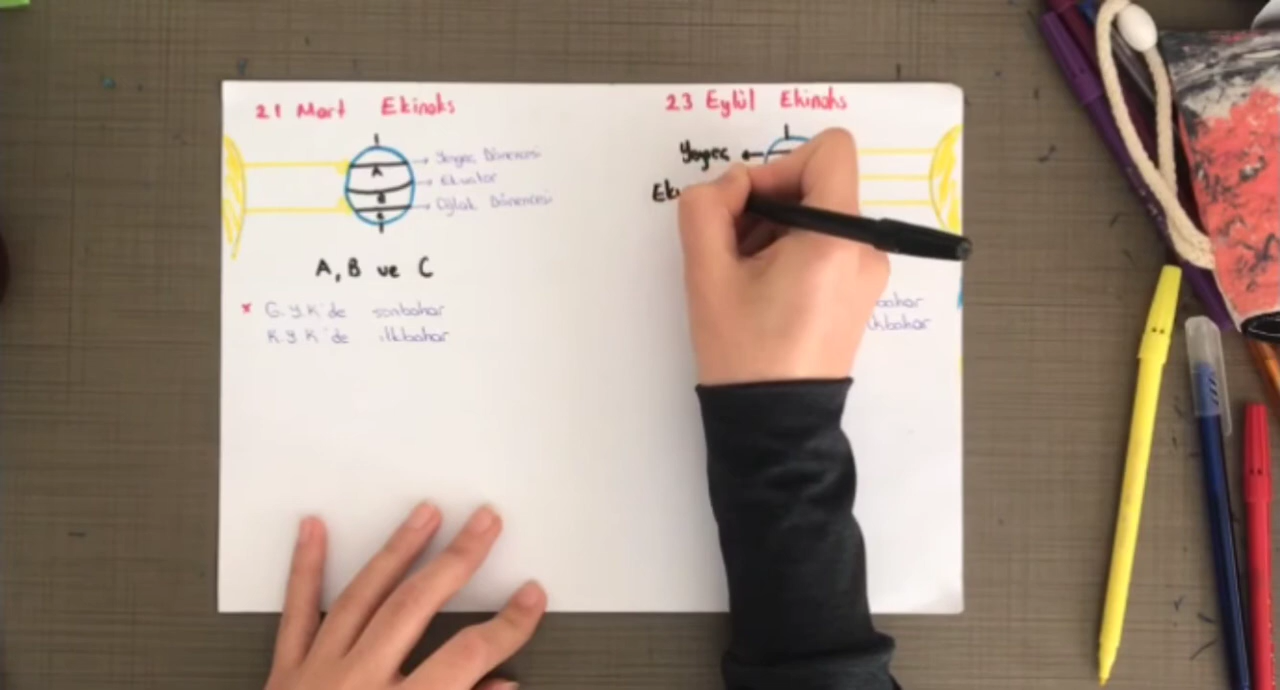 21 Mart Ekinoks
Yengeç Dönencesi
A
Ekvator
B
Oğlak Dönencesi
C
A, B ve C
x G.Y.K'de sonbahar
K.Y.K'de ilkbahar
23 Eylül Ekinoks
Yengeç